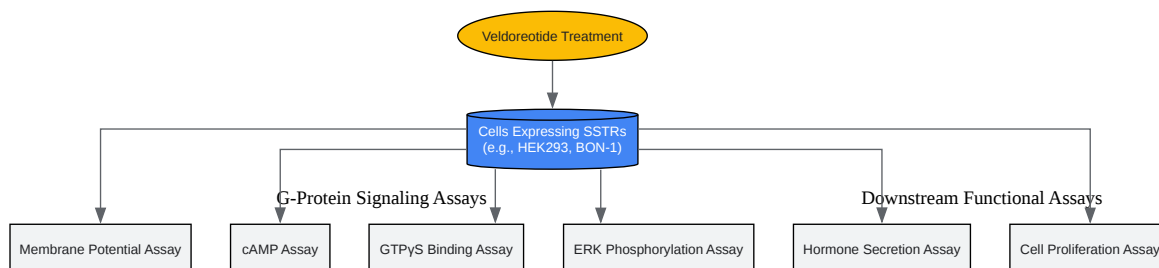 Veldoreotide Treatment
Cells Expressing SSTRs
(e.g., HEK293, BON-1)
G-Protein Signaling Assays
Downstream Functional Assays
Membrane Potential Assay
cAMP Assay
GTPγS Binding Assay
ERK Phosphorylation Assay
Hormone Secretion Assay
Cell Proliferation Assay